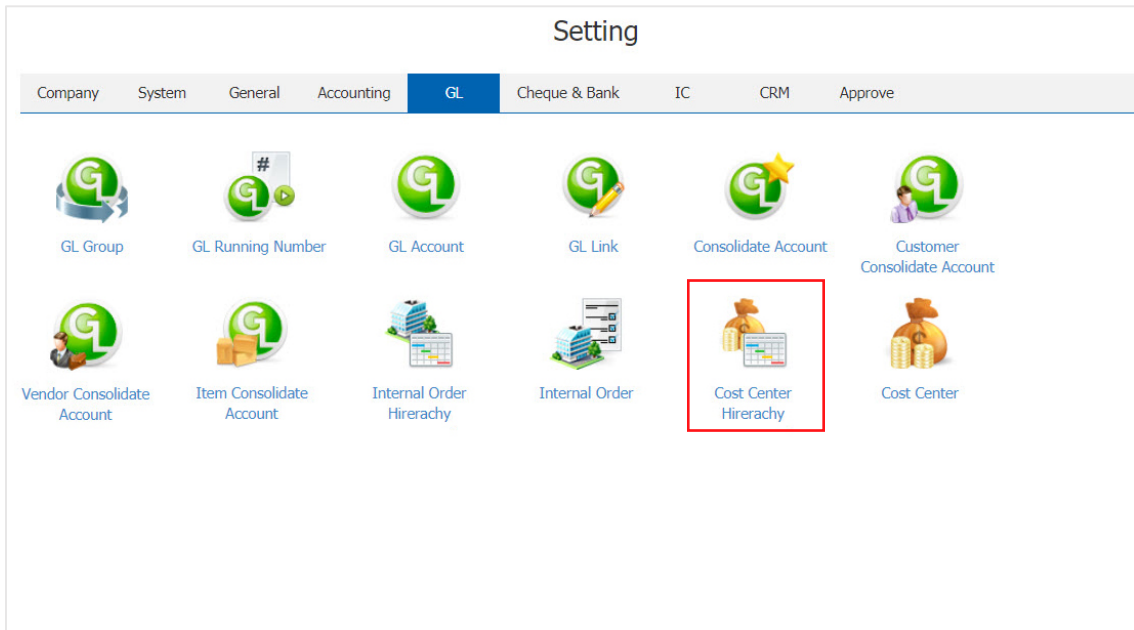 Setting
Company System General Accounting GL Cheque & Bank IC CRM Approve
GL Group GL Running Number GL Account GL Link Consolidate Account Customer
Consolidate Account
Vendor Consolidate Item Consolidate Internal Order Internal Order Cost Center Cost Center
Account Account Hirerachy Hirerachy